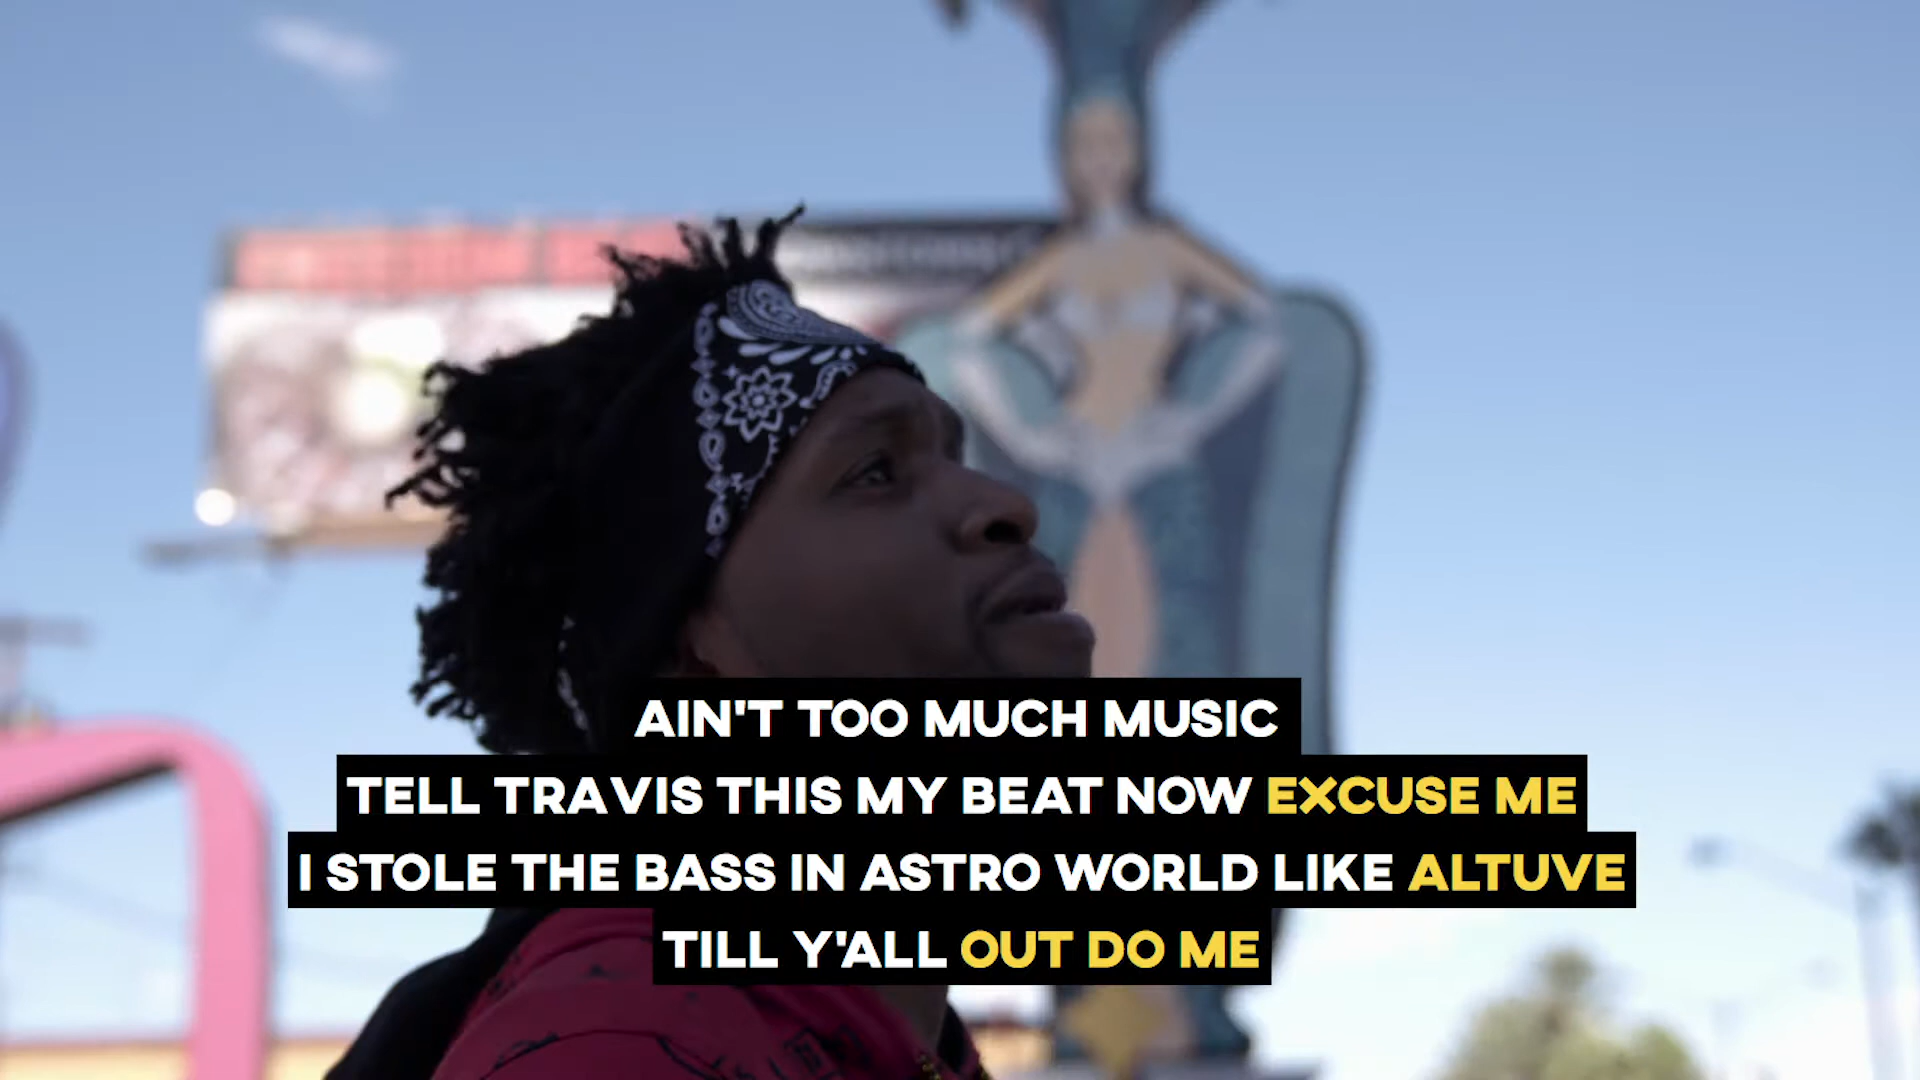 AIN'T TOO MUCH MUSIC
TELL TRAVIS THIS MY BEAT NOW EXCUSE ME
I STOLE THE BASS IN ASTRO WORLD LIKE ALTUVE
TILL Y'ALL OUT DO ME